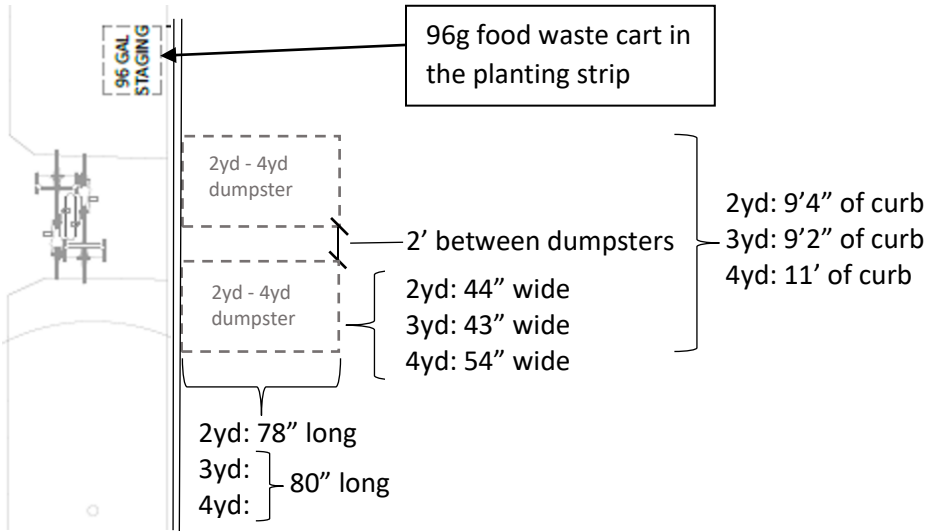 96 GAL
STAGING
96g food waste cart in
the planting strip
2yd - 4yd
dumpster
2’ between dumpsters
2yd: 9’4” of curb
3yd: 9’2” of curb
4yd: 11’ of curb
2yd - 4yd
dumpster
2yd: 44” wide
3yd: 43” wide
4yd: 54” wide
2yd: 78” long
3yd:
4yd:
80” long